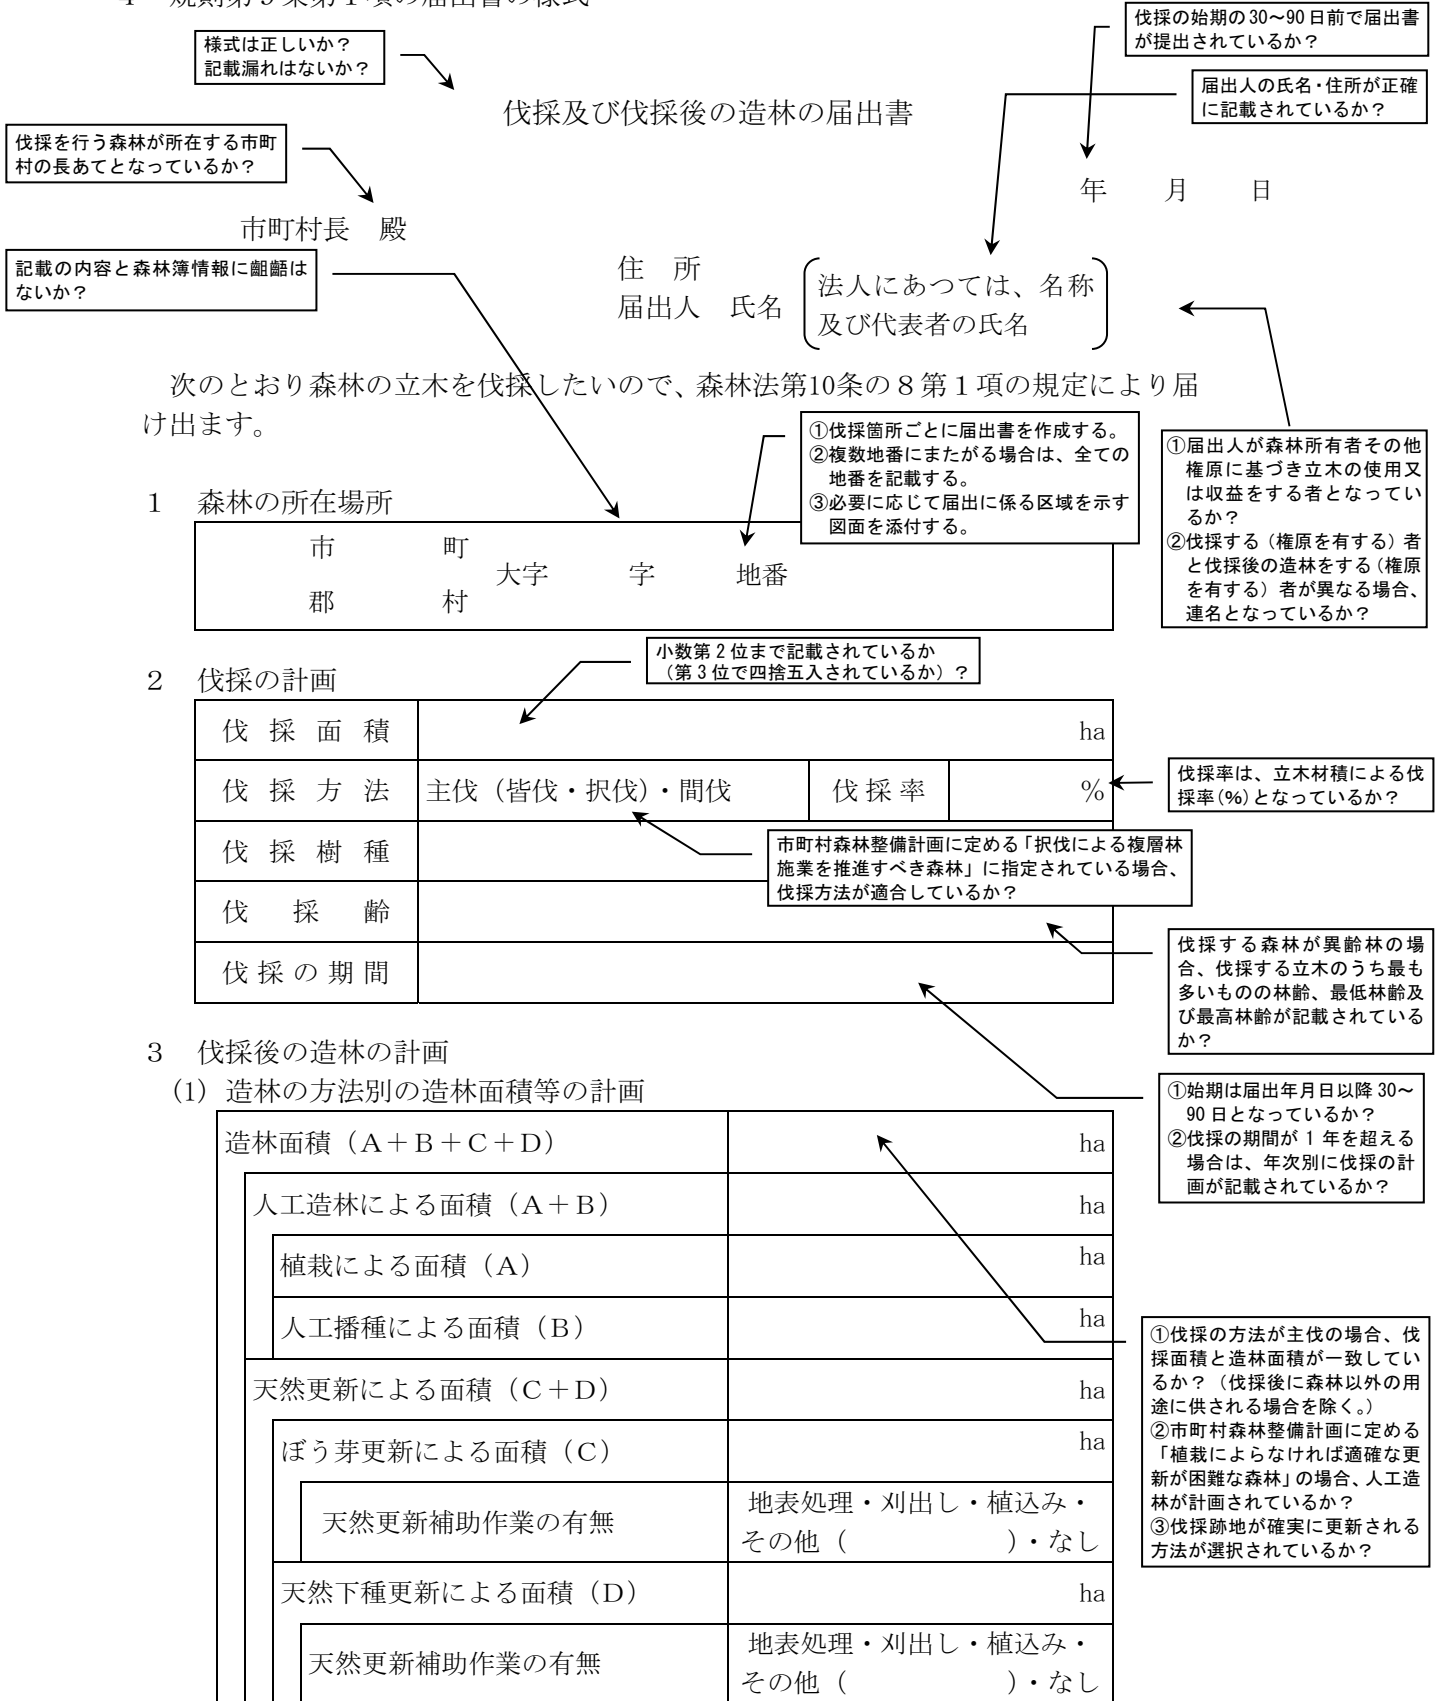 4　規則第9条第1項の届出書の様式
伐採の始期の30～90日前で届出書
が提出されているか？
様式は正しいか？
記載漏れはないか？
届出人の氏名・住所が正確
に記載されているか？
伐採及び伐採後の造林の届出書
伐採を行う森林が所在する市町
村の長あてとなっているか？
年　　月　　日
市町村長　殿
記載の内容と森林簿情報に齟齬は
ないか？
住　所
届出人　氏名
法人にあつては、名称
及び代表者の氏名
次のとおり森林の立木を伐採したいので、森林法第10条の８第１項の規定により届
け出ます。
①伐採箇所ごとに届出書を作成する。
②複数地番にまたがる場合は、全ての
地番を記載する。
③必要に応じて届出に係る区域を示す
図面を添付する。
①届出人が森林所有者その他
権原に基づき立木の使用又
は収益をする者となってい
るか？
②伐採する（権原を有する）者
と伐採後の造林をする（権原
を有する）者が異なる場合、
連名となっているか？
１　森林の所在場所
市　　　　町
大字　　　字　　　地番
郡　　　　村
小数第２位まで記載されているか
（第３位で四捨五入されているか）？
２　伐採の計画
伐採面積　ha
伐採方法　主伐（皆伐・択伐）・間伐　伐採率　％
伐採率は、立木材積による伐
採率(%)となっているか？
伐採樹種
市町村森林整備計画に定める「択伐による複層林
施業を推進すべき森林」に指定されている場合、
伐採方法が適合しているか？
伐採齢
伐採する森林が異齢林の場
合、伐採する立木のうち最も
多いものの林齢、最低林齢及
び最高林齢が記載されている
か？
伐採の期間
①始期は届出年月日以降30～
90日となっているか？
②伐採の期間が１年を超える
場合は、年次別に伐採の計
画が記載されているか？
３　伐採後の造林の計画
(1) 造林の方法別の造林面積等の計画
造林面積（Ａ＋Ｂ＋Ｃ＋Ｄ）　ha
人工造林による面積（Ａ＋Ｂ）　ha
植栽による面積（Ａ）　ha
人工播種による面積（Ｂ）　ha
①伐採の方法が主伐の場合、伐
採面積と造林面積が一致してい
るか？（伐採後に森林以外の用
途に供される場合を除く。）
②市町村森林整備計画に定める
「植栽によらなければ適確な更
新が困難な森林」の場合、人工造
林が計画されているか？
③伐採跡地が確実に更新される
方法が選択されているか？
天然更新による面積（Ｃ＋Ｄ）　ha
ぼう芽更新による面積（Ｃ）　ha
天然更新補助作業の有無
地表処理・刈出し・植込み・
その他（　　　　　　）・なし
天然下種更新による面積（Ｄ）　ha
天然更新補助作業の有無
地表処理・刈出し・植込み・
その他（　　　　　　）・なし